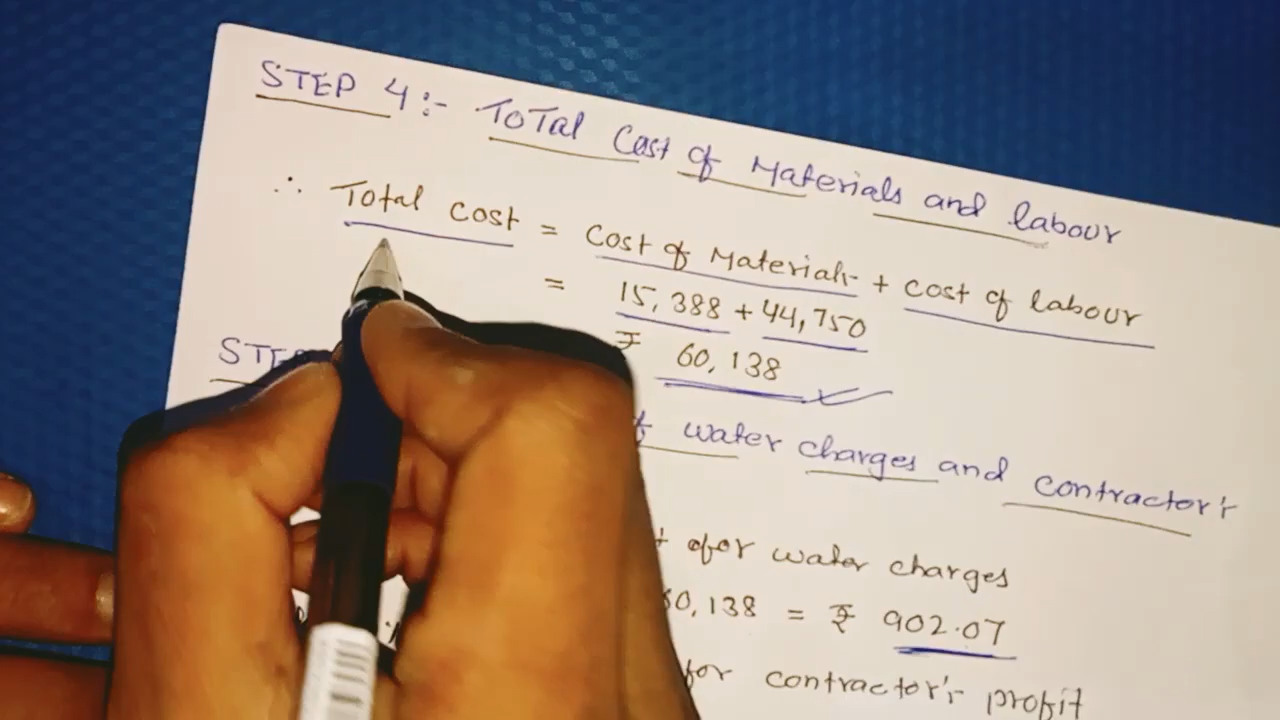 STEP 4:- Total Cost of Materials and labour
∴ Total cost = Cost of Materials + cost of labour
= 15,388 + 44,750
₹ 60,138
water charges and contractor's
for water charges
60,138 = ₹ 902.07
for contractor's profit